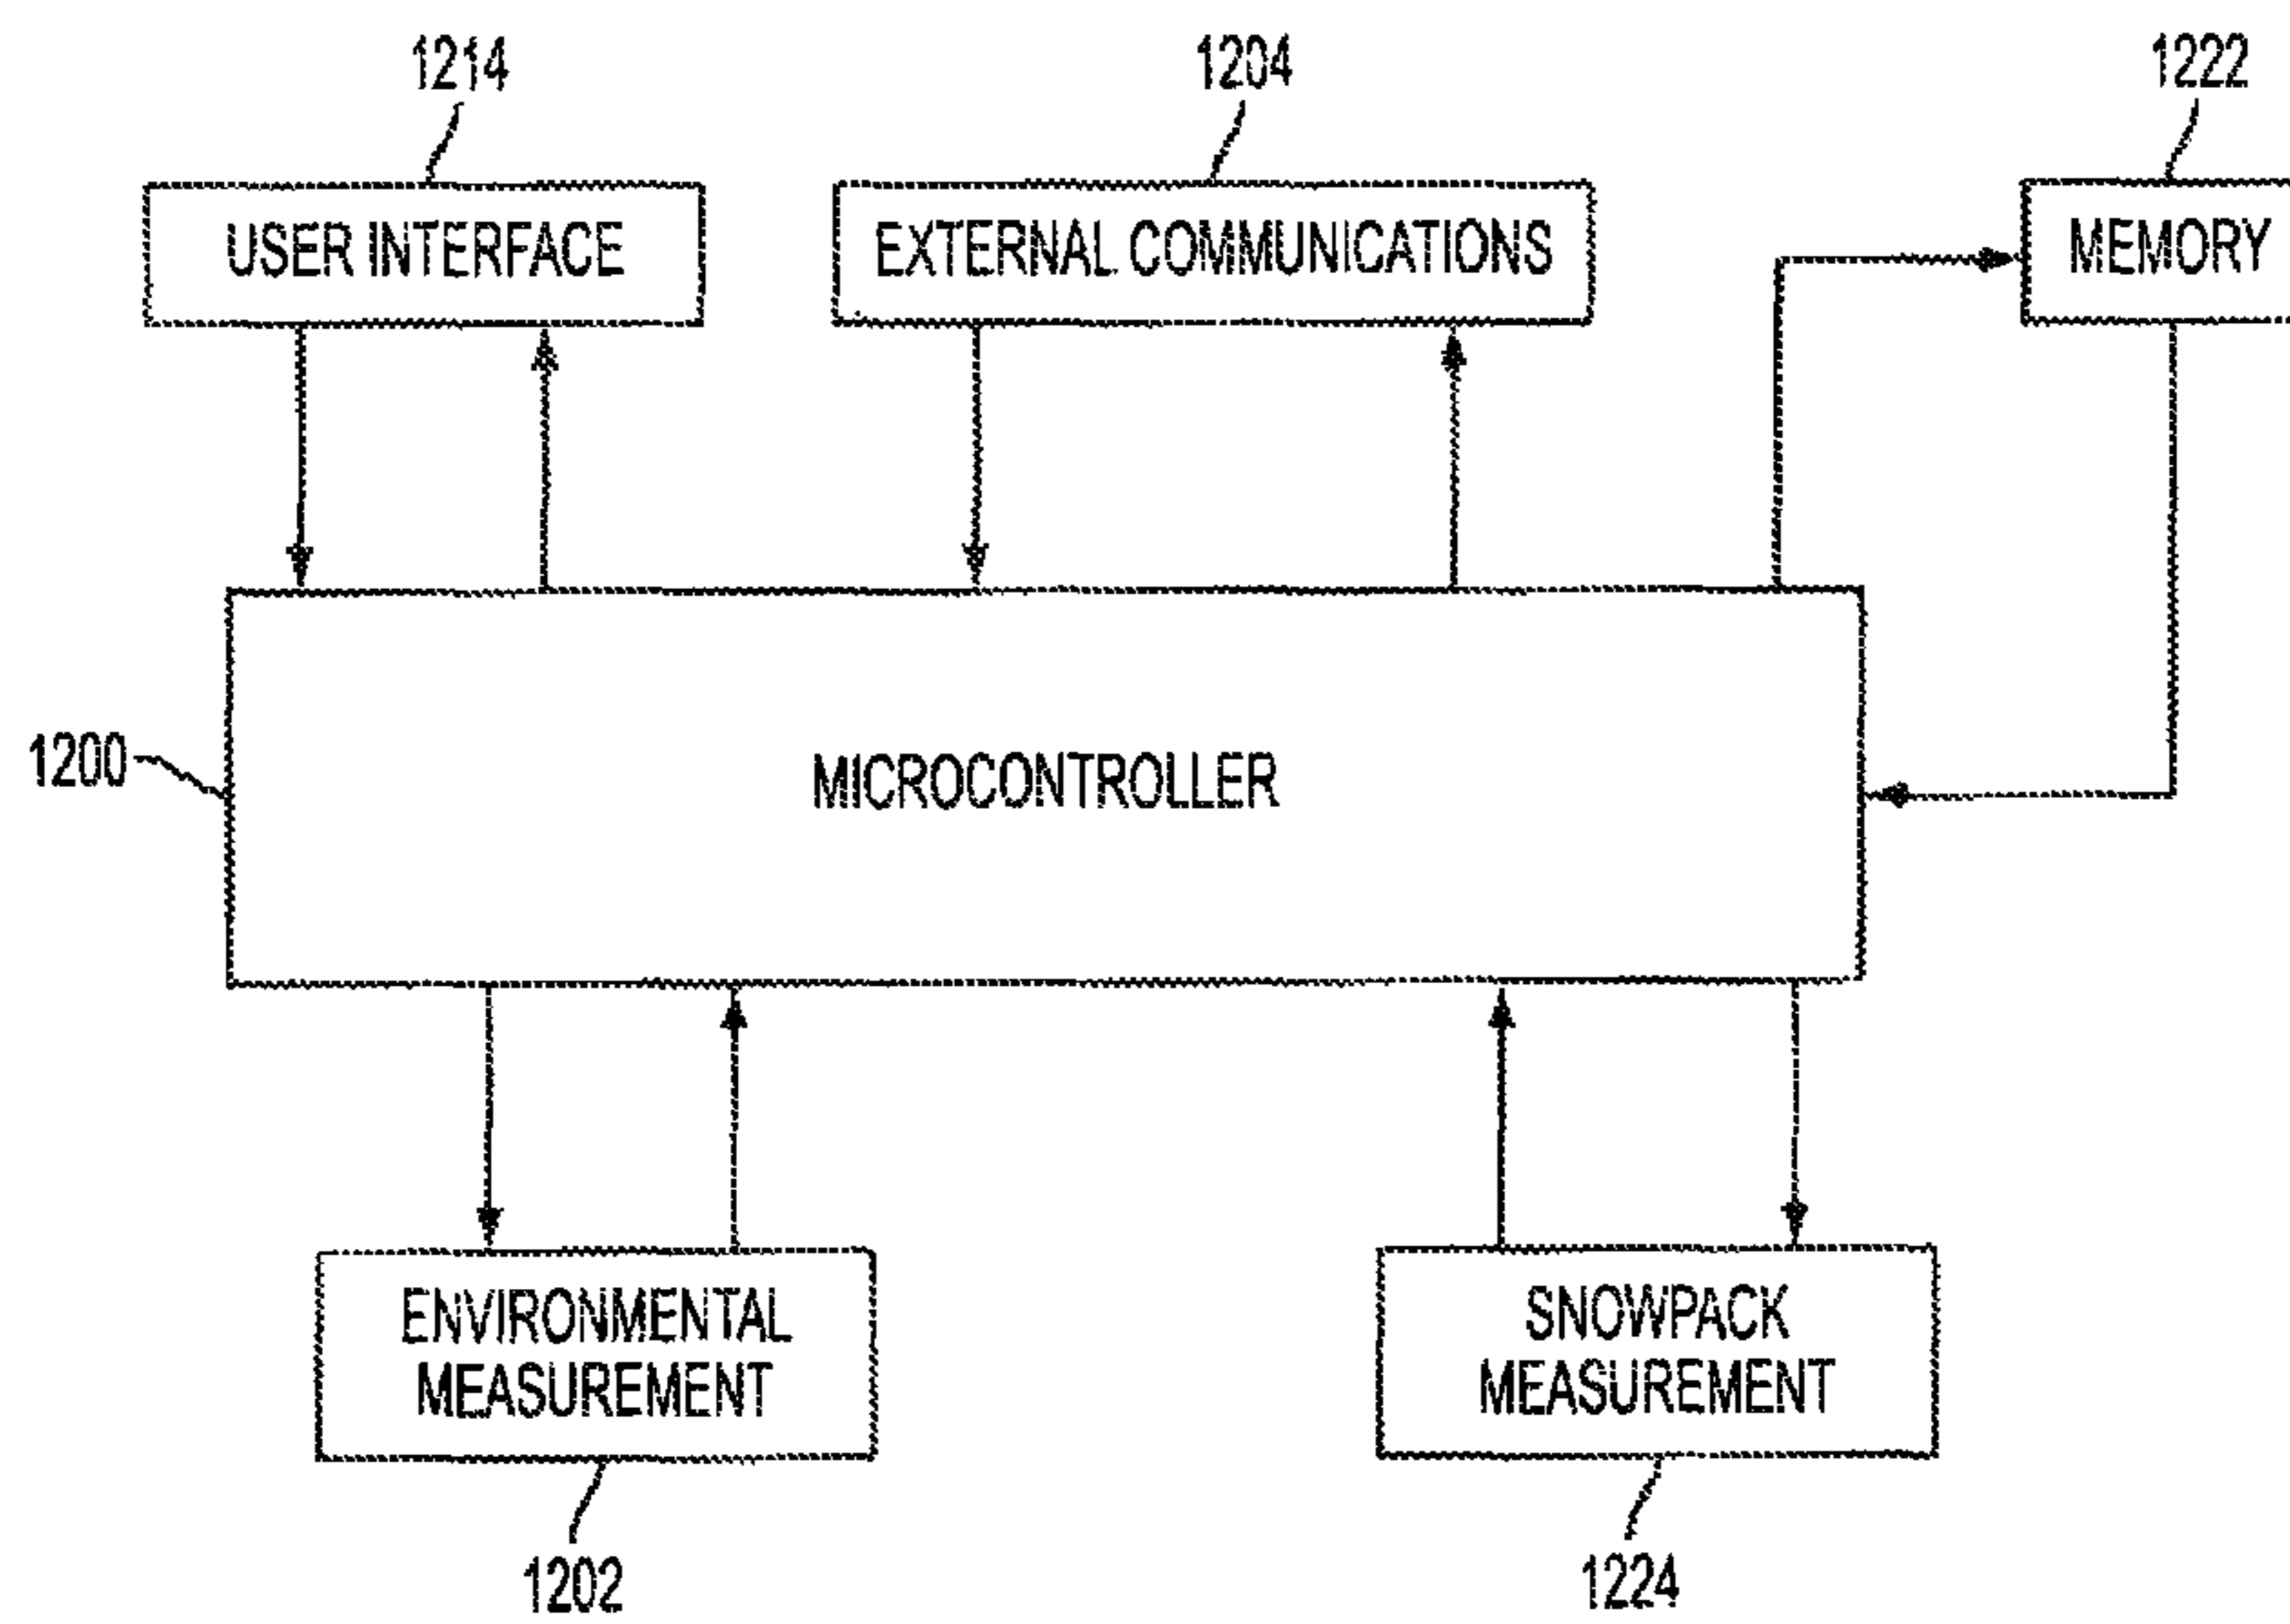 1214
1204
1222
USER INTERFACE
EXTERNAL COMMUNICATIONS
MEMORY
1200
MICROCONTROLLER
ENVIRONMENTAL
MEASUREMENT
SNOWPACK
MEASUREMENT
1202
1224